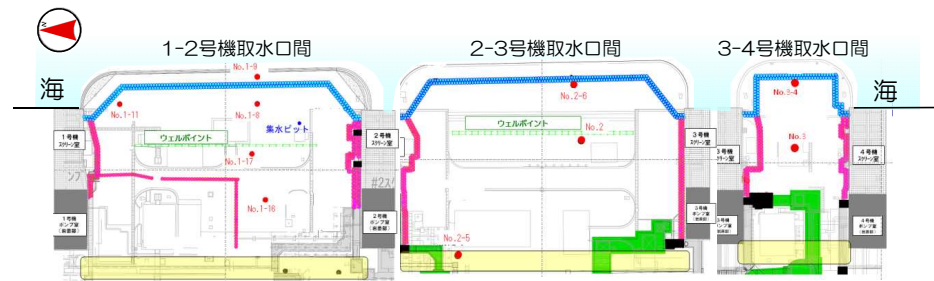 N
1-2号機取水口間
2-3号機取水口間
3-4号機取水口間
海
海
No.1-9
No.1-11
No.1-8
ウェルポイント
集水ピット
No.1-17
No.1-16
1号機
スクリーン室
1号機
ポンプ室
2号機
スクリーン室
2号機
ポンプ室
No.2-6
ウェルポイント
No.2
No.2-5
3号機
スクリーン室
3号機
ポンプ室
3号機
スクリーン室
3号機
No.3-4
No.3
4号機
スクリーン室
4号機
ポンプ室